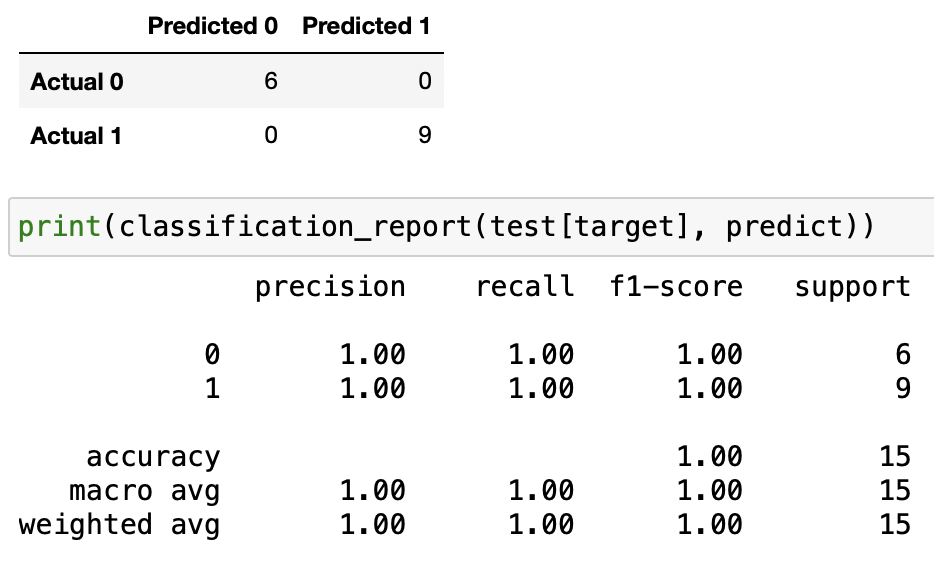 Predicted 0 Predicted 1
Actual 0 6 0
Actual 1 0 9
print(classification_report(test[target], predict))
precision recall f1-score support
0 1.00 1.00 1.00 6
1 1.00 1.00 1.00 9
accuracy 1.00 15
macro avg 1.00 1.00 1.00 15
weighted avg 1.00 1.00 1.00 15